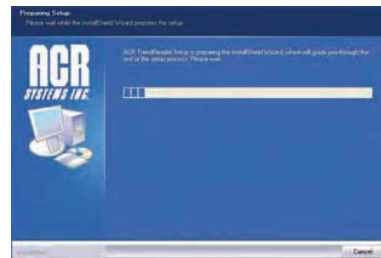 Preparing Setup
Please wait while the InstallShield Wizard prepares the setup.
ACR
SYSTEMS INC.
ACR TrendReader Setup is preparing the InstallShield Wizard, which will guide you through the
rest of the setup process. Please wait.
InstallShield
Cancel